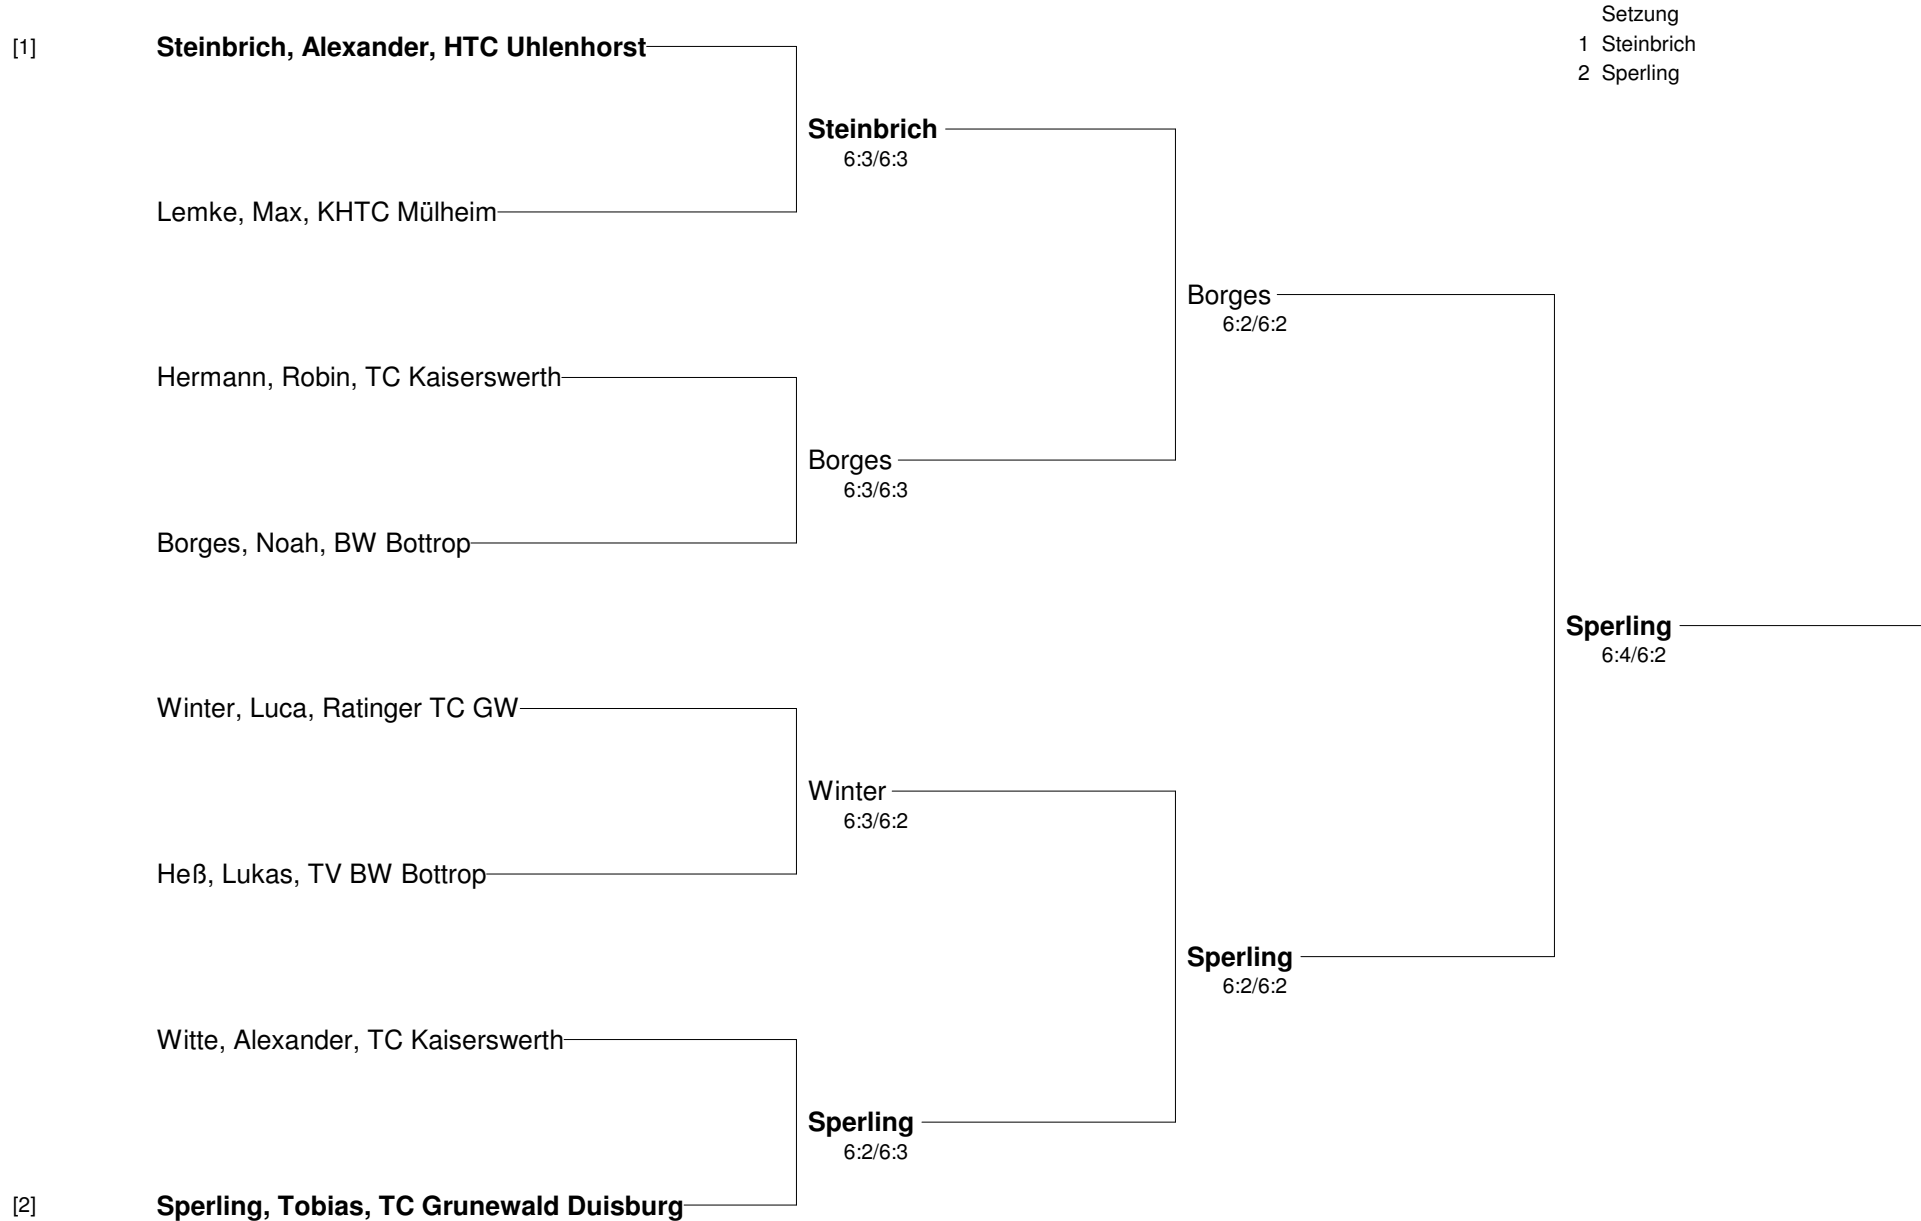 Setzung
[1] Steinbrich, Alexander, HTC Uhlenhorst
1 Steinbrich
2 Sperling
Steinbrich
6:3/6:3
Lemke, Max, KHTC Mülheim
Borges
6:2/6:2
Hermann, Robin, TC Kaiserswerth
Borges
6:3/6:3
Borges, Noah, BW Bottrop
Sperling
6:4/6:2
Winter, Luca, Ratinger TC GW
Winter
6:3/6:2
Heß, Lukas, TV BW Bottrop
Sperling
6:2/6:2
Witte, Alexander, TC Kaiserswerth
Sperling
6:2/6:3
[2] Sperling, Tobias, TC Grunewald Duisburg